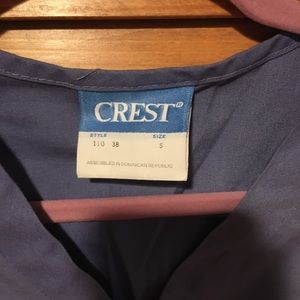 CREST®
STYLE SIZE
110 38 S
ASSEMBLED IN DOMINICAN REPUBLIC